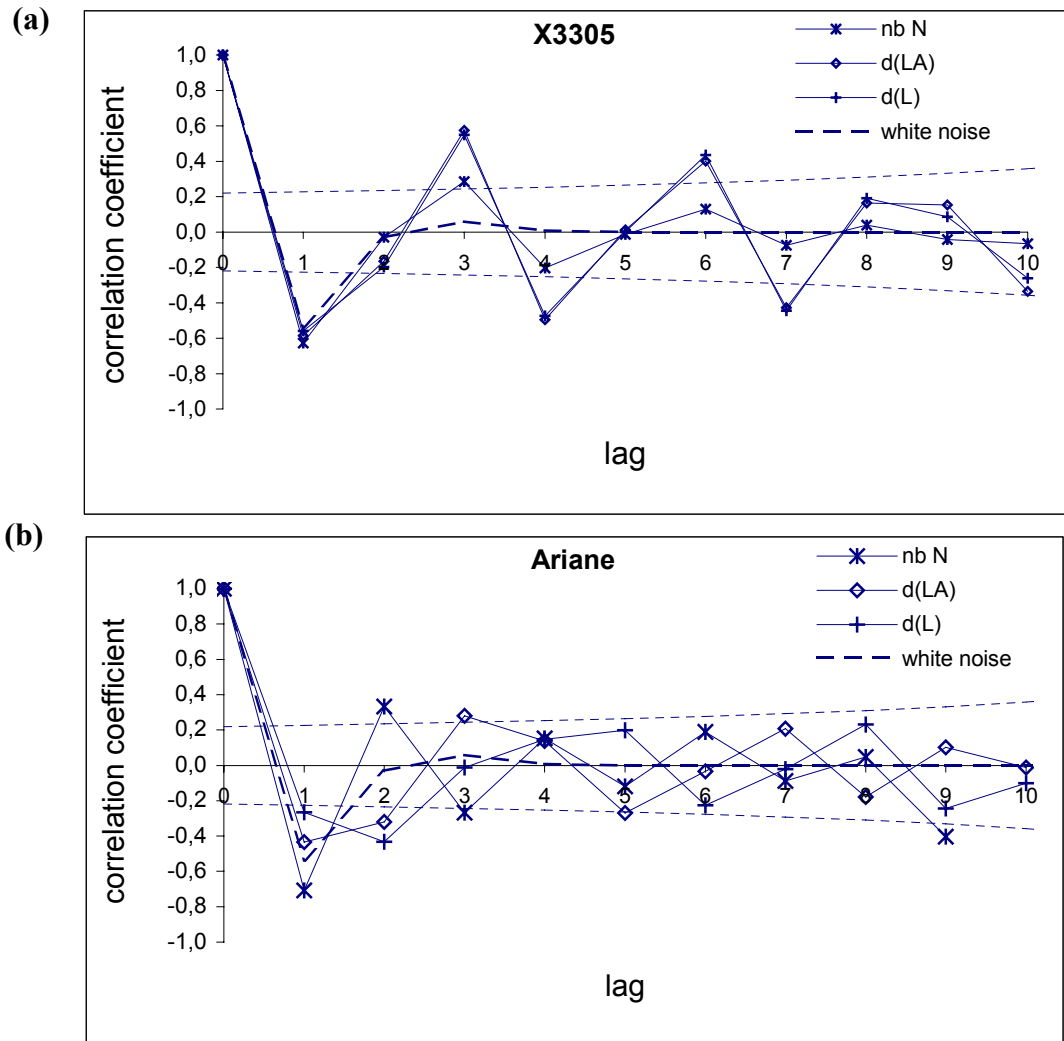 (a)
X3305
nb N
d(LA)
d(L)
white noise
correlation coefficient
1,0
0,8
0,6
0,4
0,2
0,0
-0,2
-0,4
-0,6
-0,8
-1,0
0 1 2 3 4 5 6 7 8 9 10
lag
(b)
Ariane
nb N
d(LA)
d(L)
white noise
correlation coefficient
1,0
0,8
0,6
0,4
0,2
0,0
-0,2
-0,4
-0,6
-0,8
-1,0
0 1 2 3 4 5 6 7 8 9 10
lag